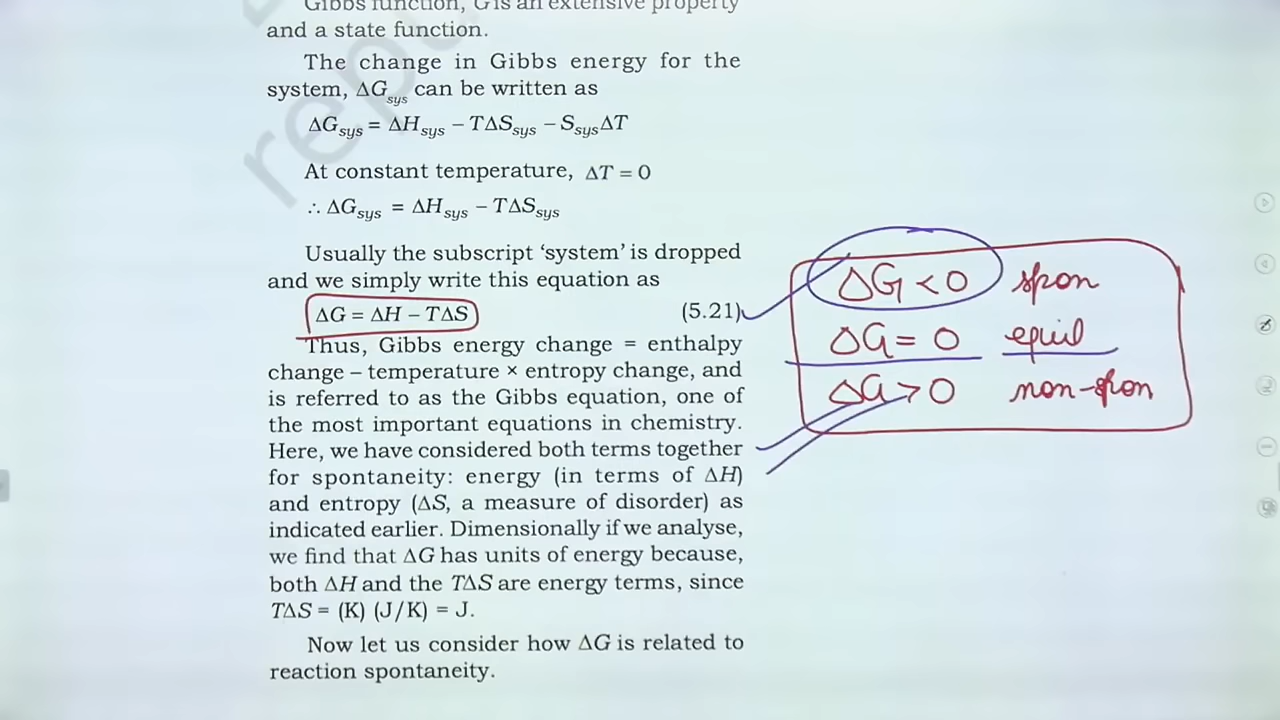 Gibbs function, G is an extensive property
and a state function.
The change in Gibbs energy for the
system, ΔGsys can be written as
ΔGsys = ΔHsys − TΔSsys − SsysΔT
At constant temperature, ΔT = 0
∴ ΔGsys = ΔHsys − TΔSsys
Usually the subscript ‘system’ is dropped
and we simply write this equation as
ΔG = ΔH − TΔS (5.21)
Thus, Gibbs energy change = enthalpy
change – temperature × entropy change, and
is referred to as the Gibbs equation, one of
the most important equations in chemistry.
Here, we have considered both terms together
for spontaneity: energy (in terms of ΔH)
and entropy (ΔS, a measure of disorder) as
indicated earlier. Dimensionally if we analyse,
we find that ΔG has units of energy because,
both ΔH and the TΔS are energy terms, since
TΔS = (K) (J/K) = J.
Now let us consider how ΔG is related to
reaction spontaneity.
ΔG < 0 spon
ΔG = 0 equil
ΔG > 0 non-spon